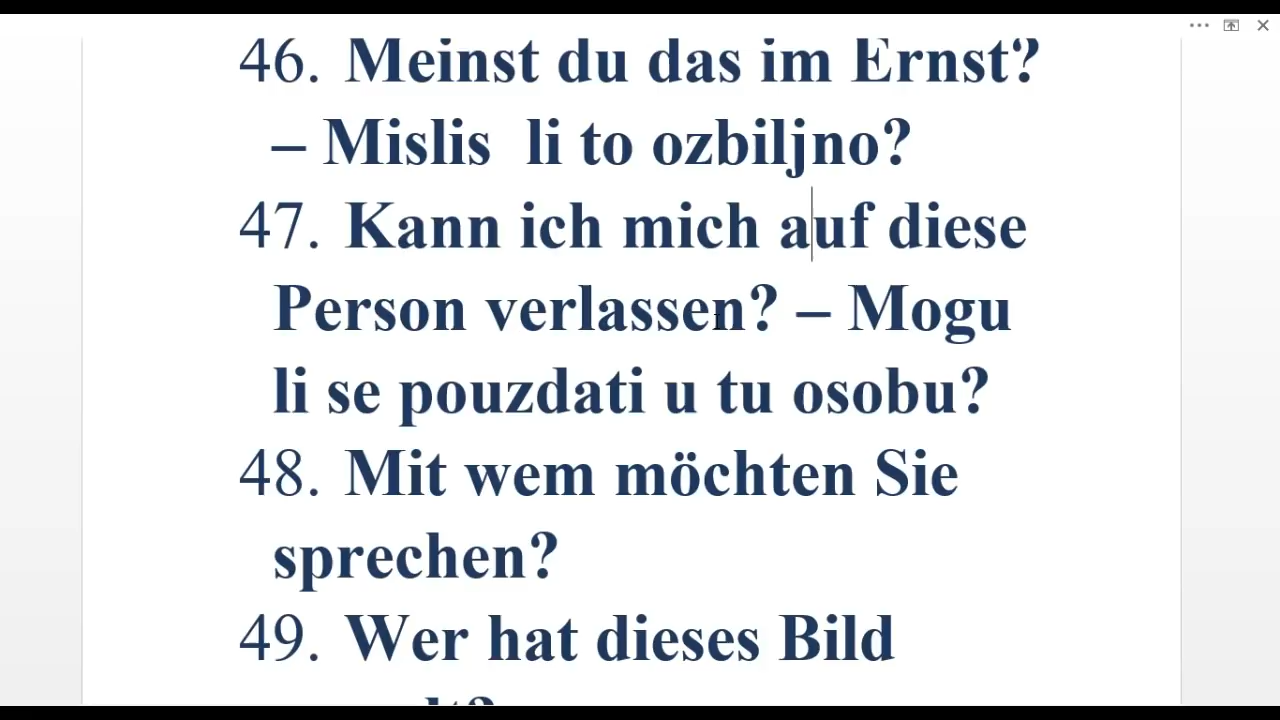 46. Meinst du das im Ernst?
– Mislis li to ozbiljno?
47. Kann ich mich auf diese
Person verlassen? – Mogu
li se pouzdati u tu osobu?
48. Mit wem möchten Sie
sprechen?
49. Wer hat dieses Bild